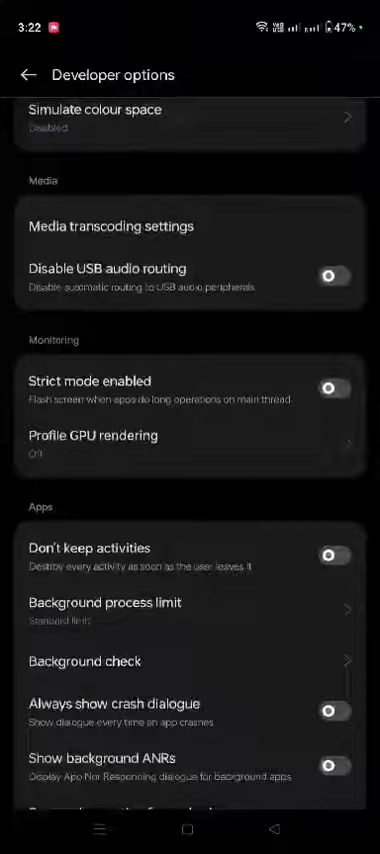 3:22
47%
Developer options
Simulate colour space
Disabled
Media
Media transcoding settings
Disable USB audio routing
Disable automatic routing to USB audio peripherals
Monitoring
Strict mode enabled
Flash screen when apps do long operations on main thread
Profile GPU rendering
Off
Apps
Don't keep activities
Destroy every activity as soon as the user leaves it
Background process limit
Standard limit
Background check
Always show crash dialogue
Show dialogue every time an app crashes
Show background ANRs
Display App Not Responding dialogue for background apps